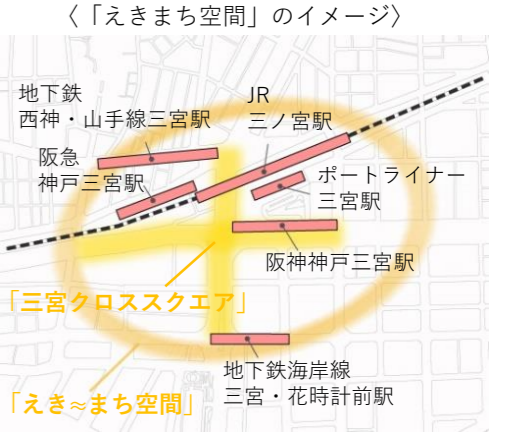 〈「えきまち空間」のイメージ〉
地下鉄
西神・山手線三宮駅
JR
三ノ宮駅
阪急
神戸三宮駅
ポートライナー
三宮駅
阪神神戸三宮駅
「三宮クロススクエア」
地下鉄海岸線
三宮・花時計前駅
「えき≈まち空間」